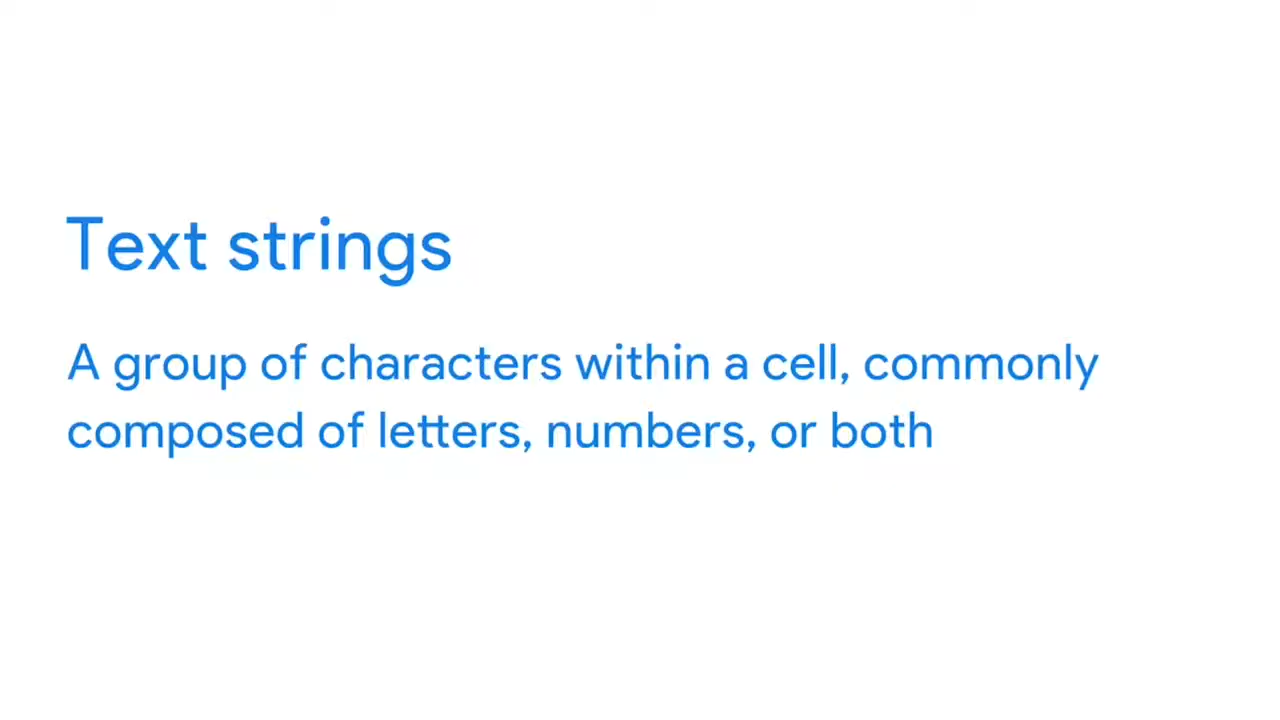 Text strings
A group of characters within a cell, commonly
composed of letters, numbers, or both